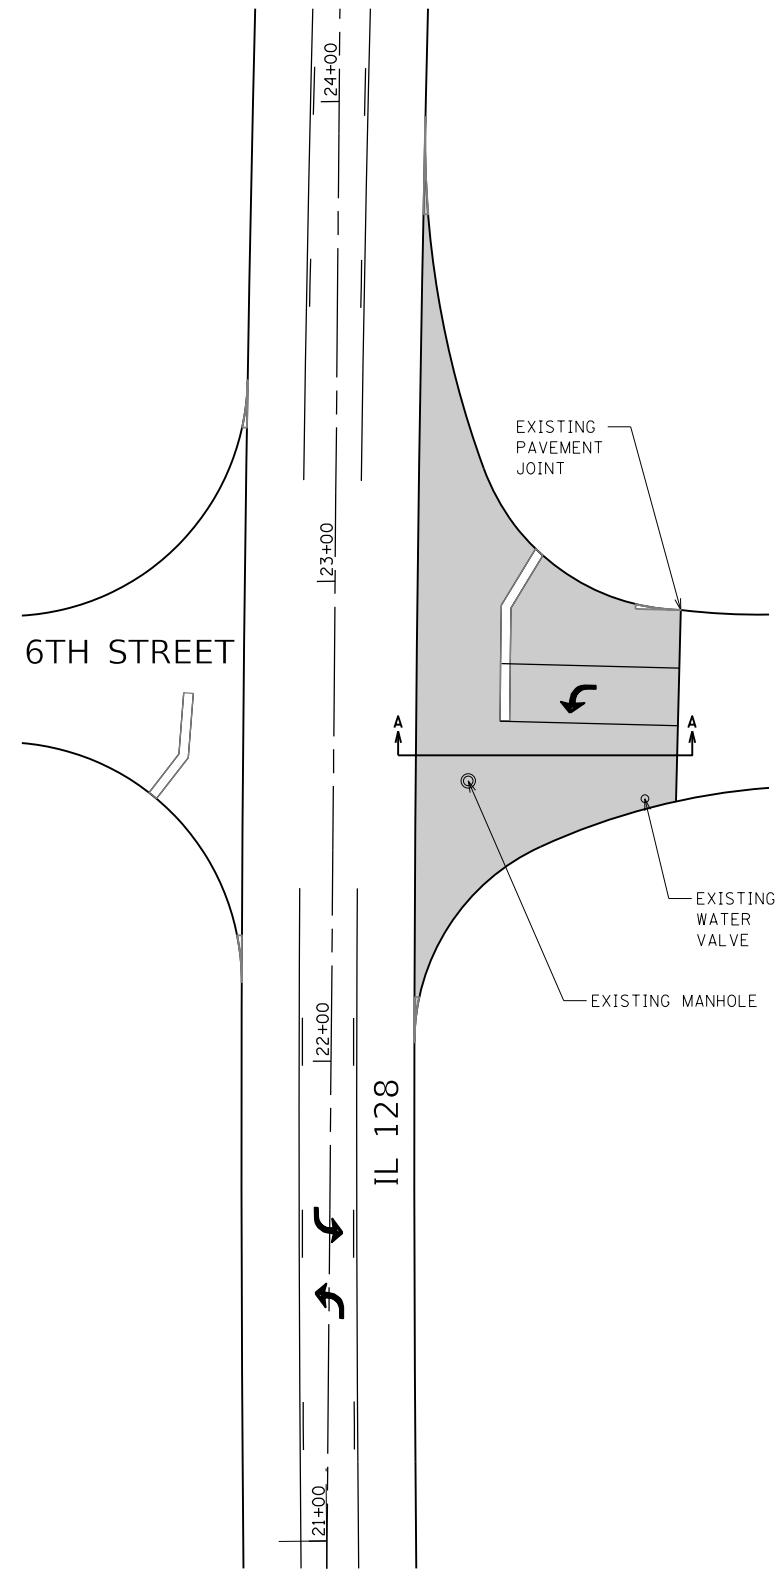 24+00
EXISTING
PAVEMENT
JOINT
23+00
6TH STREET
A
A
EXISTING
WATER
VALVE
EXISTING MANHOLE
22+00
IL 128
21+00